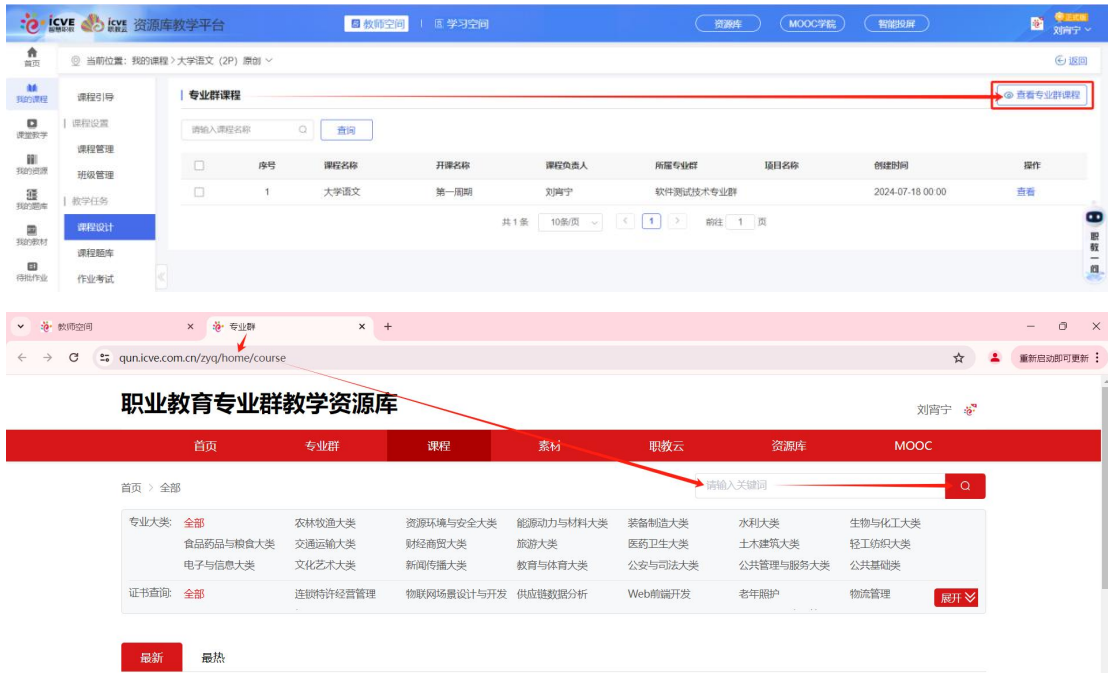 icve 智慧职教 icve 职教云 资源库教学平台 教师空间 学习空间 资源库 MOOC学院 智能投屏 正式版 刘宵宁
首页 当前位置：我的课程 > 大学语文（2P）原创 返回
我的课程 课程引导 专业群课程 查看专业群课程
课堂教学 课程设置 请输入课程名称 查询
课程管理
我的资源 班级管理 序号 课程名称 开课名称 课程负责人 所属专业群 项目名称 创建时间 操作
我的题库 教学任务 1 大学语文 第一周期 刘宵宁 软件测试技术专业群 2024-07-18 00:00 查看
我的教材 课程设计 共1条 10条/页 < 1 > 前往 1 页
课程题库
待批作业 作业考试
职教一问
教师空间 × 专业群 × +
qun.icve.com.cn/zyq/home/course 重新启动即可更新
职业教育专业群教学资源库 刘宵宁
首页 专业群 课程 素材 职教云 资源库 MOOC
首页 > 全部 请输入关键词
专业大类: 全部 农林牧渔大类 资源环境与安全大类 能源动力与材料大类 装备制造大类 水利大类 生物与化工大类
食品药品与粮食大类 交通运输大类 财经商贸大类 旅游大类 医药卫生大类 土木建筑大类 轻工纺织大类
电子与信息大类 文化艺术大类 新闻传播大类 教育与体育大类 公安与司法大类 公共管理与服务大类 公共基础类
证书查询: 全部 连锁特许经营管理 物联网场景设计与开发 供应链数据分析 Web前端开发 老年照护 物流管理 展开
最新 最热